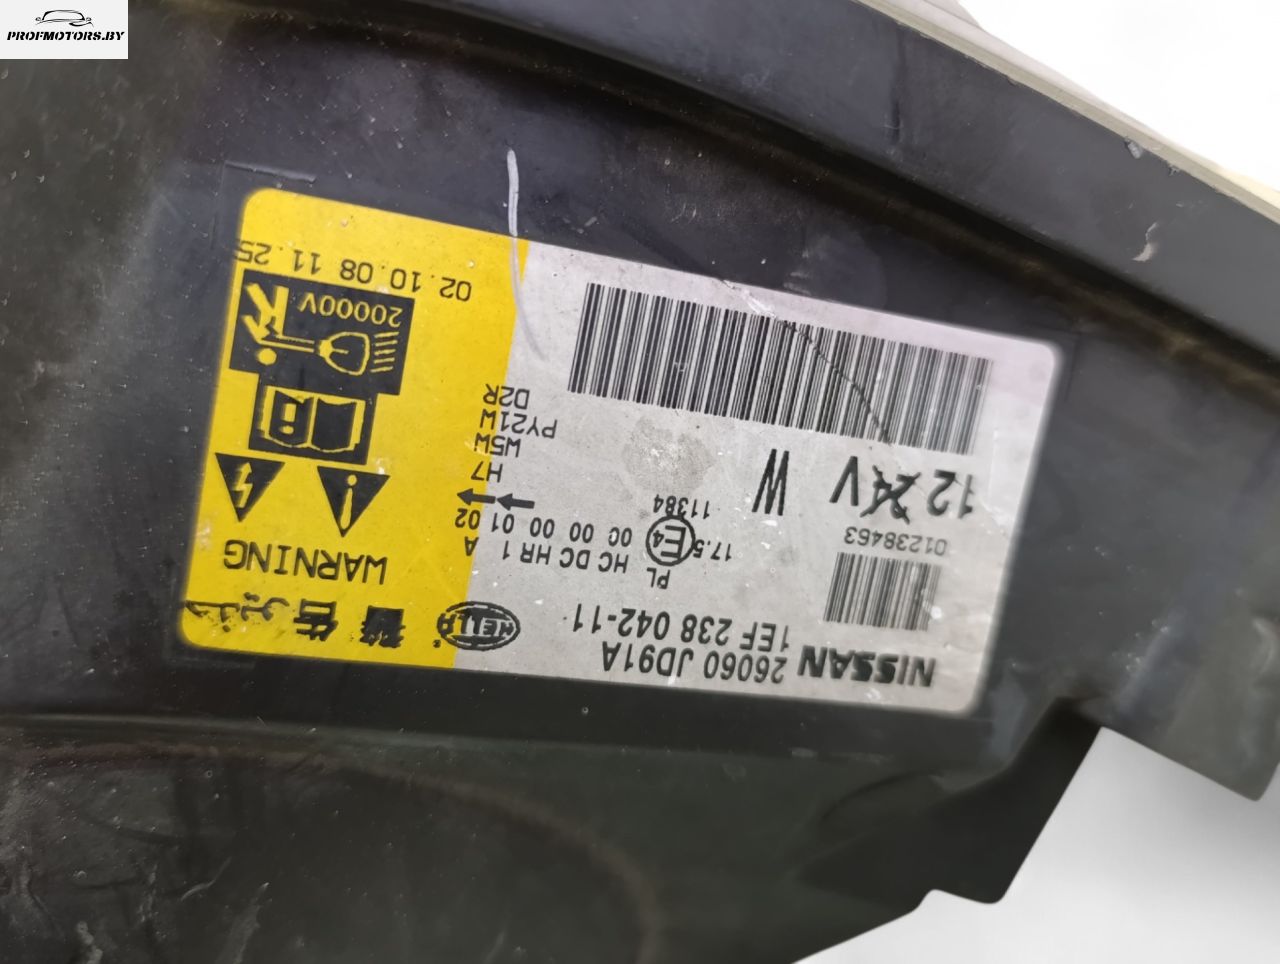 PROFMOTORS.BY
NISSAN 26060 JD91A
1EF 238 042-11
HELLA
01238463
PL HC DC HR 1 A
17.5 E4 00 00 00 01 02
11384
12 24 V
W
H7
W5W
PY21W
D2R
WARNING
20000V
02.10.08 11.25